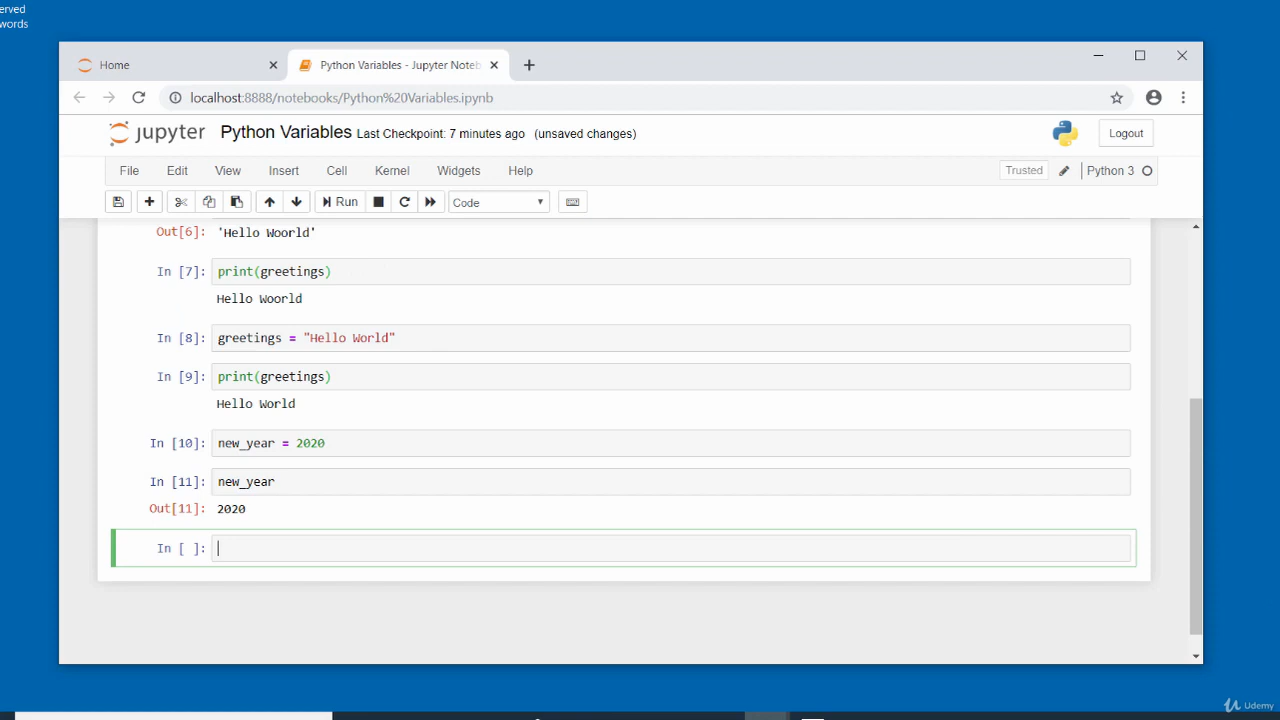 erved
words
Home
Python Variables - Jupyter Noteb
localhost:8888/notebooks/Python%20Variables.ipynb
jupyter Python Variables Last Checkpoint: 7 minutes ago (unsaved changes)
Logout
File Edit View Insert Cell Kernel Widgets Help
Trusted
Python 3
Run
Code
Out[6]: 'Hello Woorld'
In [7]: print(greetings)
Hello Woorld
In [8]: greetings = "Hello World"
In [9]: print(greetings)
Hello World
In [10]: new_year = 2020
In [11]: new_year
Out[11]: 2020
In [ ]:
Udemy